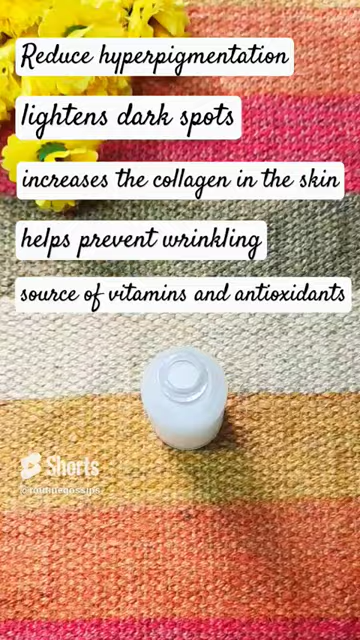 Reduce hyperpigmentation
lightens dark spots
increases the collagen in the skin
helps prevent wrinkling
source of vitamins and antioxidants
Shorts